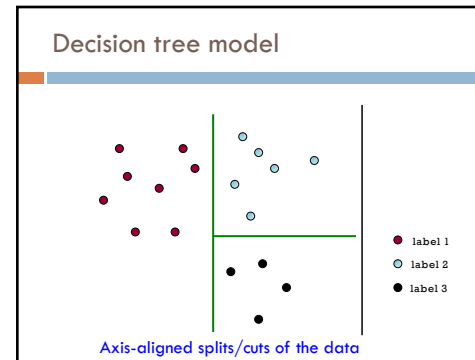 Decision tree model
label 1
label 2
label 3
Axis-aligned splits/cuts of the data